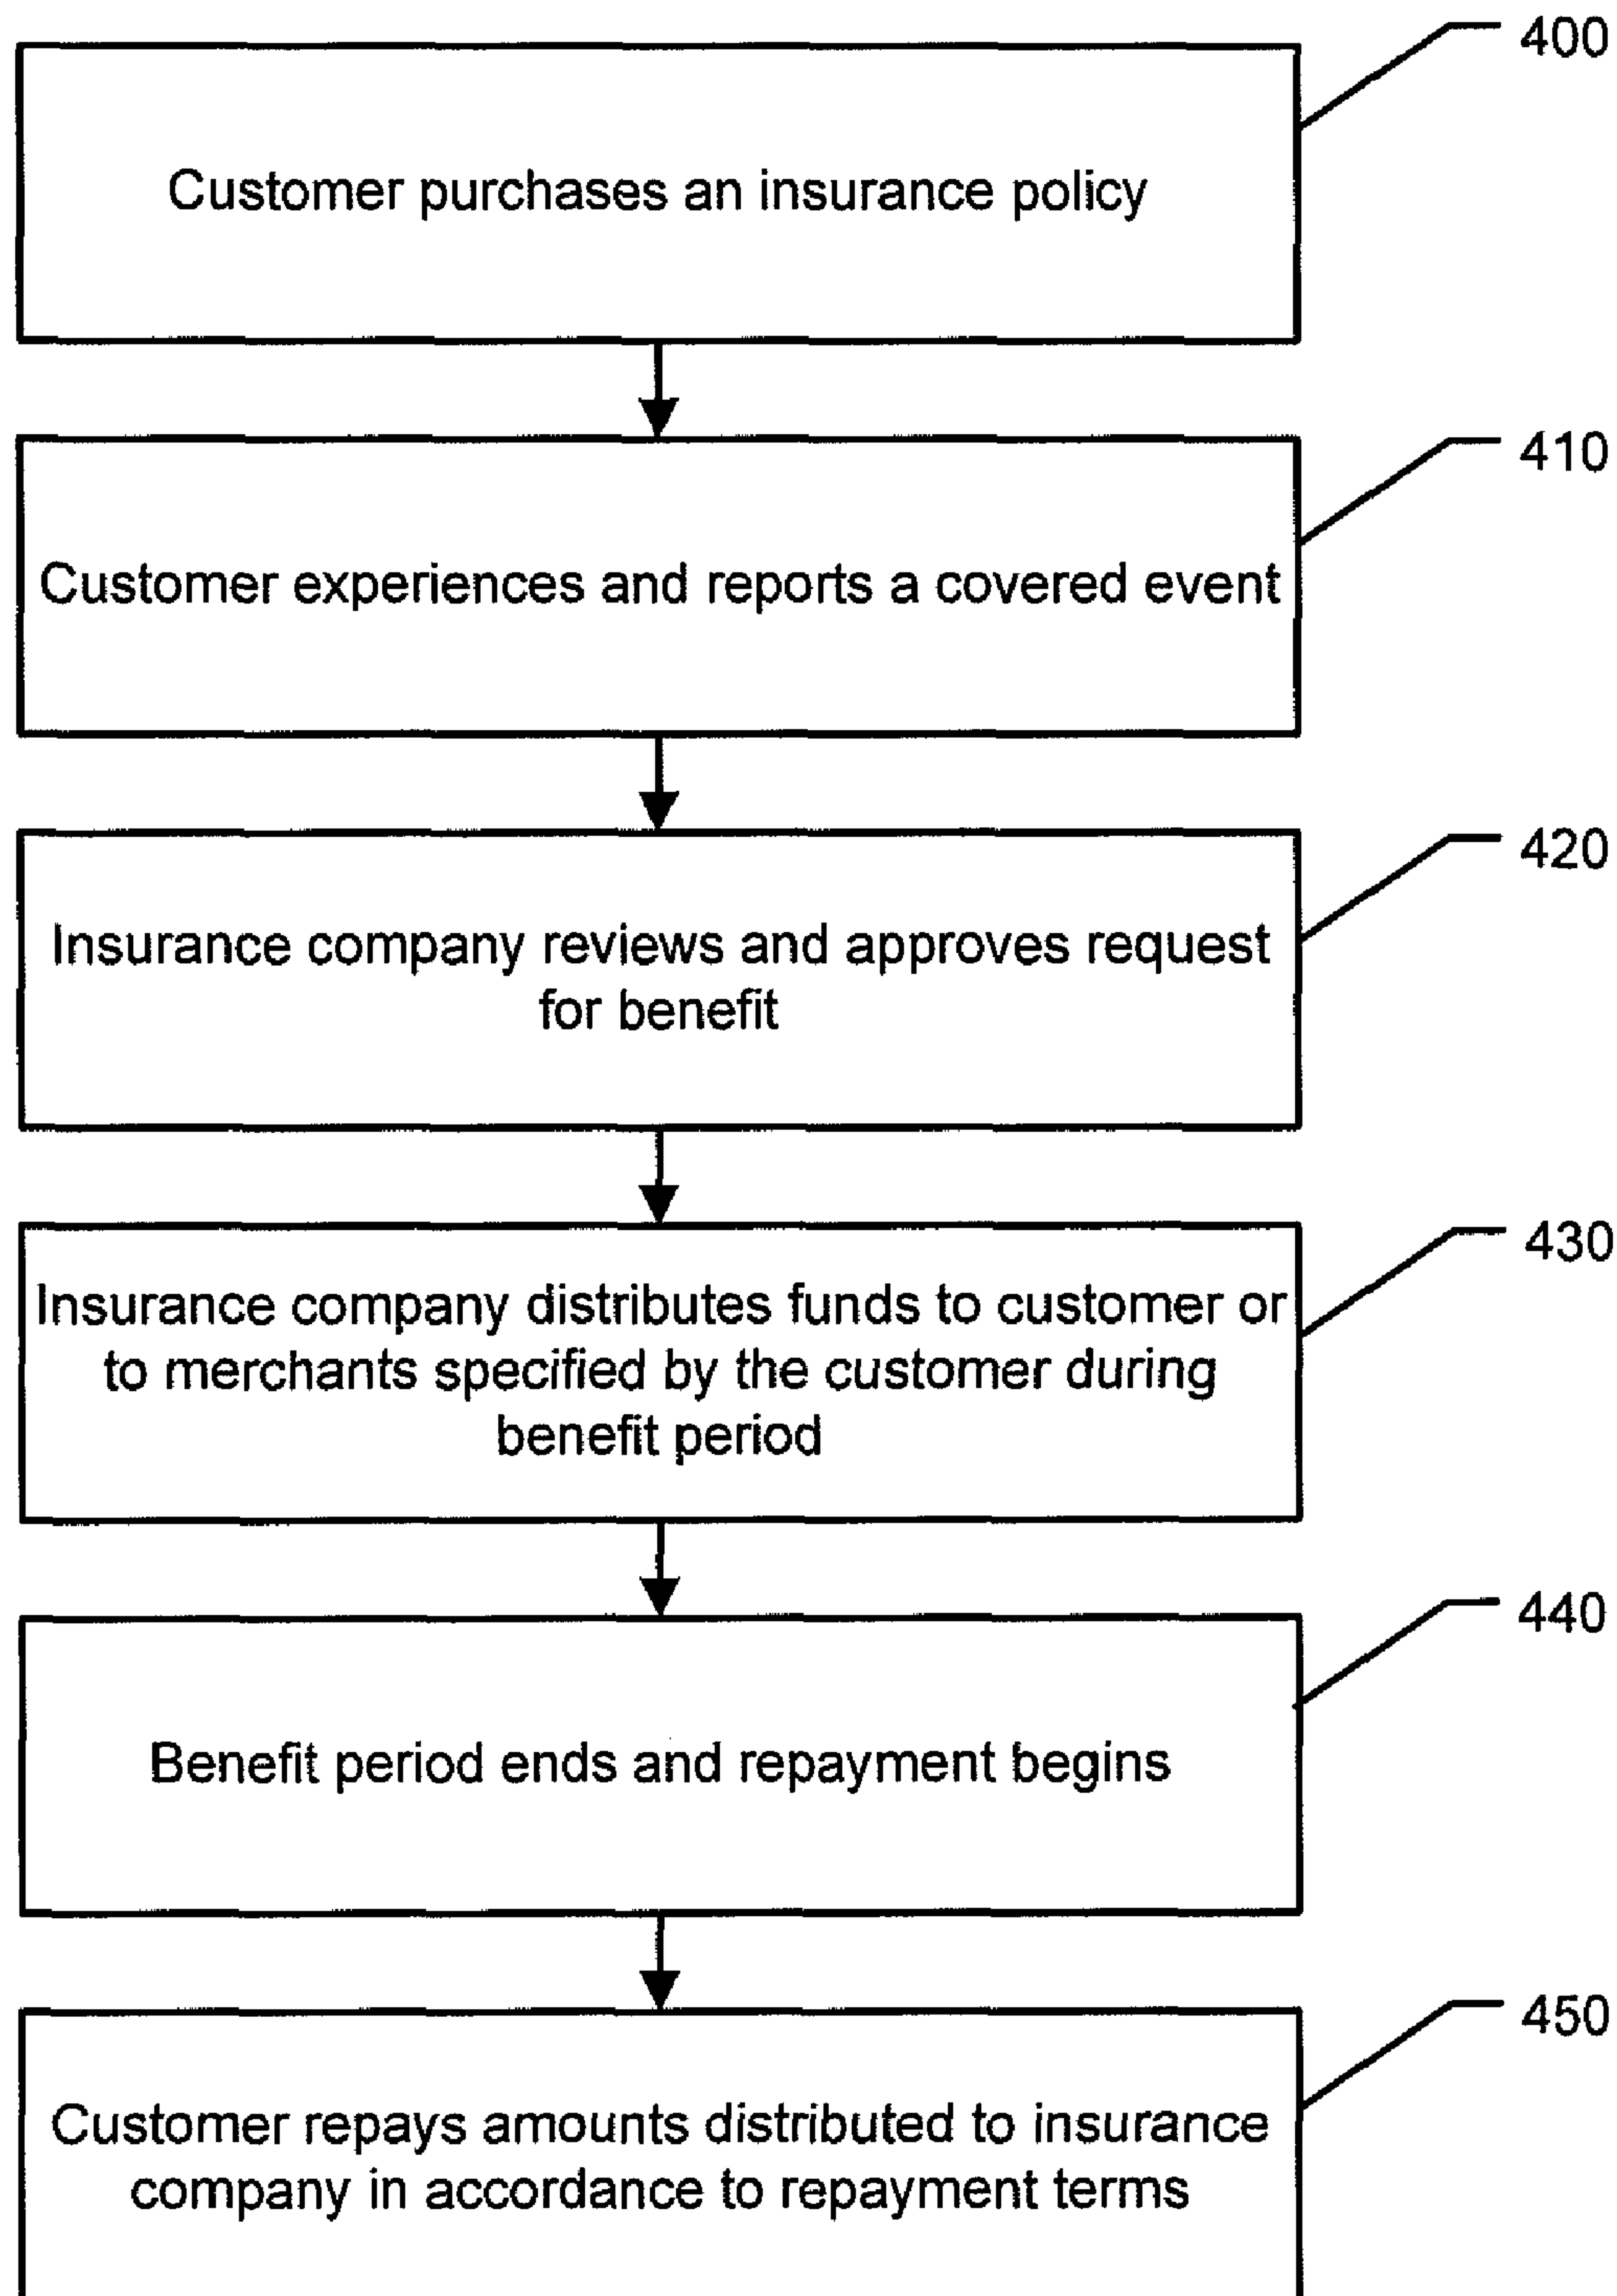 400
Customer purchases an insurance policy
410
Customer experiences and reports a covered event
420
Insurance company reviews and approves request
for benefit
430
Insurance company distributes funds to customer or
to merchants specified by the customer during
benefit period
440
Benefit period ends and repayment begins
450
Customer repays amounts distributed to insurance
company in accordance to repayment terms